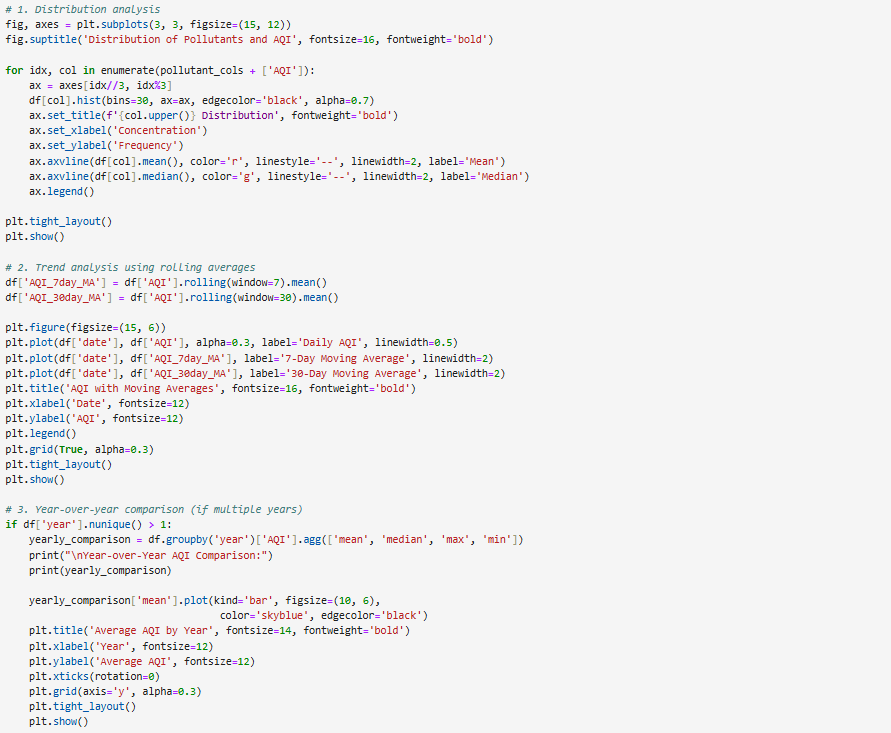 # 1. Distribution analysis
fig, axes = plt.subplots(3, 3, figsize=(15, 12))
fig.suptitle('Distribution of Pollutants and AQI', fontsize=16, fontweight='bold')

for idx, col in enumerate(pollutant_cols + ['AQI']):
    ax = axes[idx//3, idx%3]
    df[col].hist(bins=30, ax=ax, edgecolor='black', alpha=0.7)
    ax.set_title(f'{col.upper()} Distribution', fontweight='bold')
    ax.set_xlabel('Concentration')
    ax.set_ylabel('Frequency')
    ax.axvline(df[col].mean(), color='r', linestyle='--', linewidth=2, label='Mean')
    ax.axvline(df[col].median(), color='g', linestyle='--', linewidth=2, label='Median')
    ax.legend()

plt.tight_layout()
plt.show()

# 2. Trend analysis using rolling averages
df['AQI_7day_MA'] = df['AQI'].rolling(window=7).mean()
df['AQI_30day_MA'] = df['AQI'].rolling(window=30).mean()

plt.figure(figsize=(15, 6))
plt.plot(df['date'], df['AQI'], alpha=0.3, label='Daily AQI', linewidth=0.5)
plt.plot(df['date'], df['AQI_7day_MA'], label='7-Day Moving Average', linewidth=2)
plt.plot(df['date'], df['AQI_30day_MA'], label='30-Day Moving Average', linewidth=2)
plt.title('AQI with Moving Averages', fontsize=16, fontweight='bold')
plt.xlabel('Date', fontsize=12)
plt.ylabel('AQI', fontsize=12)
plt.legend()
plt.grid(True, alpha=0.3)
plt.tight_layout()
plt.show()

# 3. Year-over-year comparison (if multiple years)
if df['year'].nunique() > 1:
    yearly_comparison = df.groupby('year')['AQI'].agg(['mean', 'median', 'max', 'min'])
    print("\nYear-over-Year AQI Comparison:")
    print(yearly_comparison)

    yearly_comparison['mean'].plot(kind='bar', figsize=(10, 6),
                                    color='skyblue', edgecolor='black')
    plt.title('Average AQI by Year', fontsize=14, fontweight='bold')
    plt.xlabel('Year', fontsize=12)
    plt.ylabel('Average AQI', fontsize=12)
    plt.xticks(rotation=0)
    plt.grid(axis='y', alpha=0.3)
    plt.tight_layout()
    plt.show()